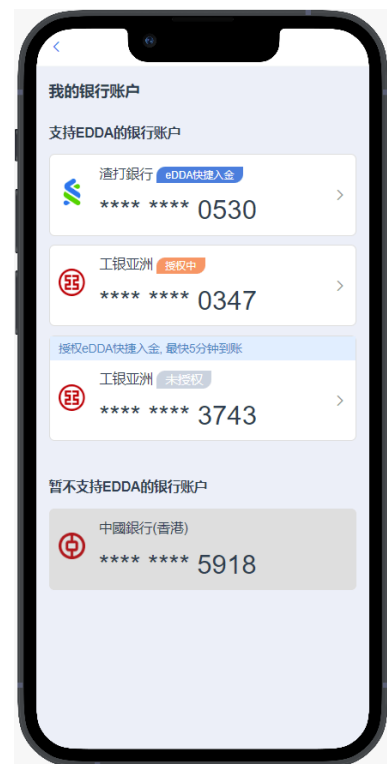 我的银行账户
支持EDDA的银行账户
渣打銀行 eDDA快捷入金
**** **** 0530
工银亚洲 授权中
**** **** 0347
授权eDDA快捷入金, 最快5分钟到账
工银亚洲 未授权
**** **** 3743
暂不支持EDDA的银行账户
中國銀行(香港)
**** **** 5918